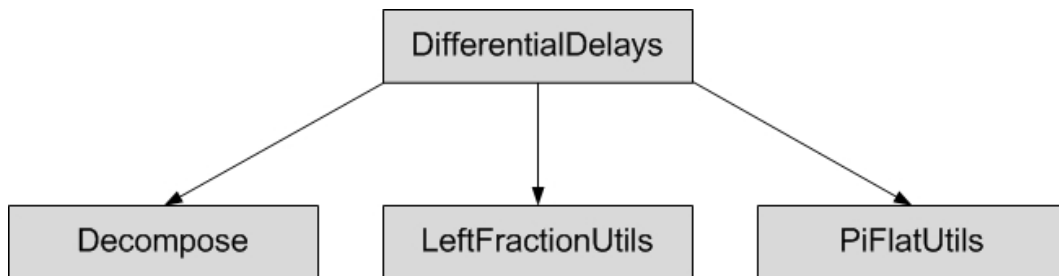 DifferentialDelays
Decompose
LeftFractionUtils
PiFlatUtils